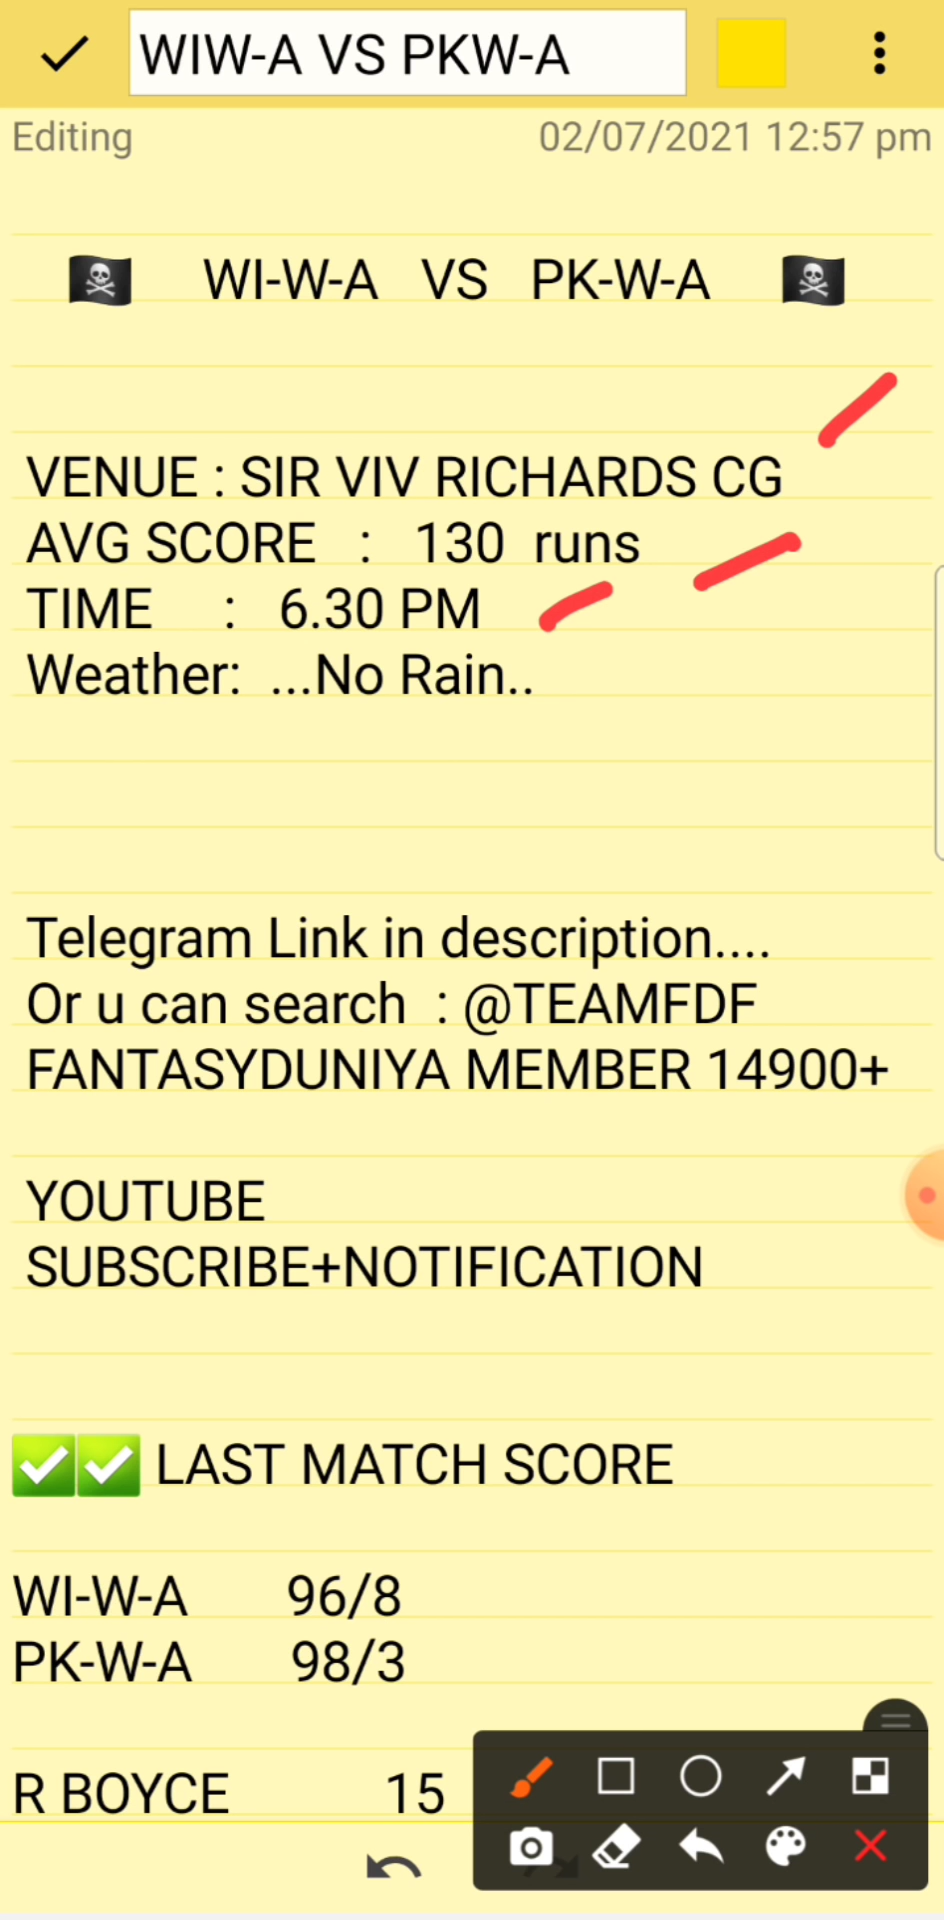 WIW-A VS PKW-A
Editing 02/07/2021 12:57 pm
WI-W-A VS PK-W-A
VENUE : SIR VIV RICHARDS CG
AVG SCORE : 130 runs
TIME : 6.30 PM
Weather: ...No Rain..
Telegram Link in description....
Or u can search : @TEAMFDF
FANTASYDUNIYA MEMBER 14900+
YOUTUBE
SUBSCRIBE+NOTIFICATION
LAST MATCH SCORE
WI-W-A 96/8
PK-W-A 98/3
R BOYCE 15